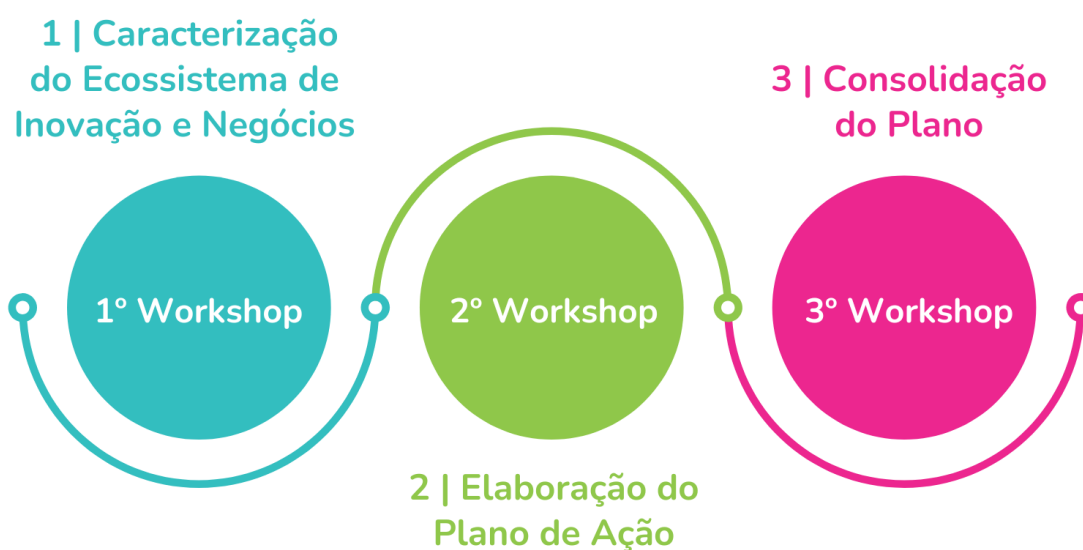 1 | Caracterização
do Ecossistema de
Inovação e Negócios
1º Workshop
2º Workshop
2 | Elaboração do
Plano de Ação
3 | Consolidação
do Plano
3º Workshop